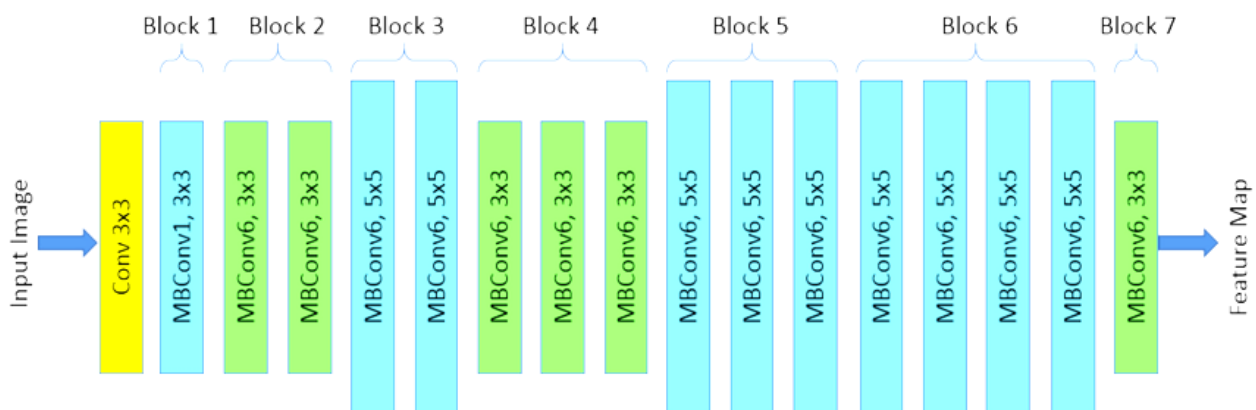 Block 1
Block 2
Block 3
Block 4
Block 5
Block 6
Block 7
Input Image
Conv 3x3
MBConv1, 3x3
MBConv6, 3x3
MBConv6, 3x3
MBConv6, 5x5
MBConv6, 5x5
MBConv6, 3x3
MBConv6, 3x3
MBConv6, 3x3
MBConv6, 5x5
MBConv6, 5x5
MBConv6, 5x5
MBConv6, 5x5
MBConv6, 5x5
MBConv6, 5x5
MBConv6, 5x5
MBConv6, 3x3
Feature Map